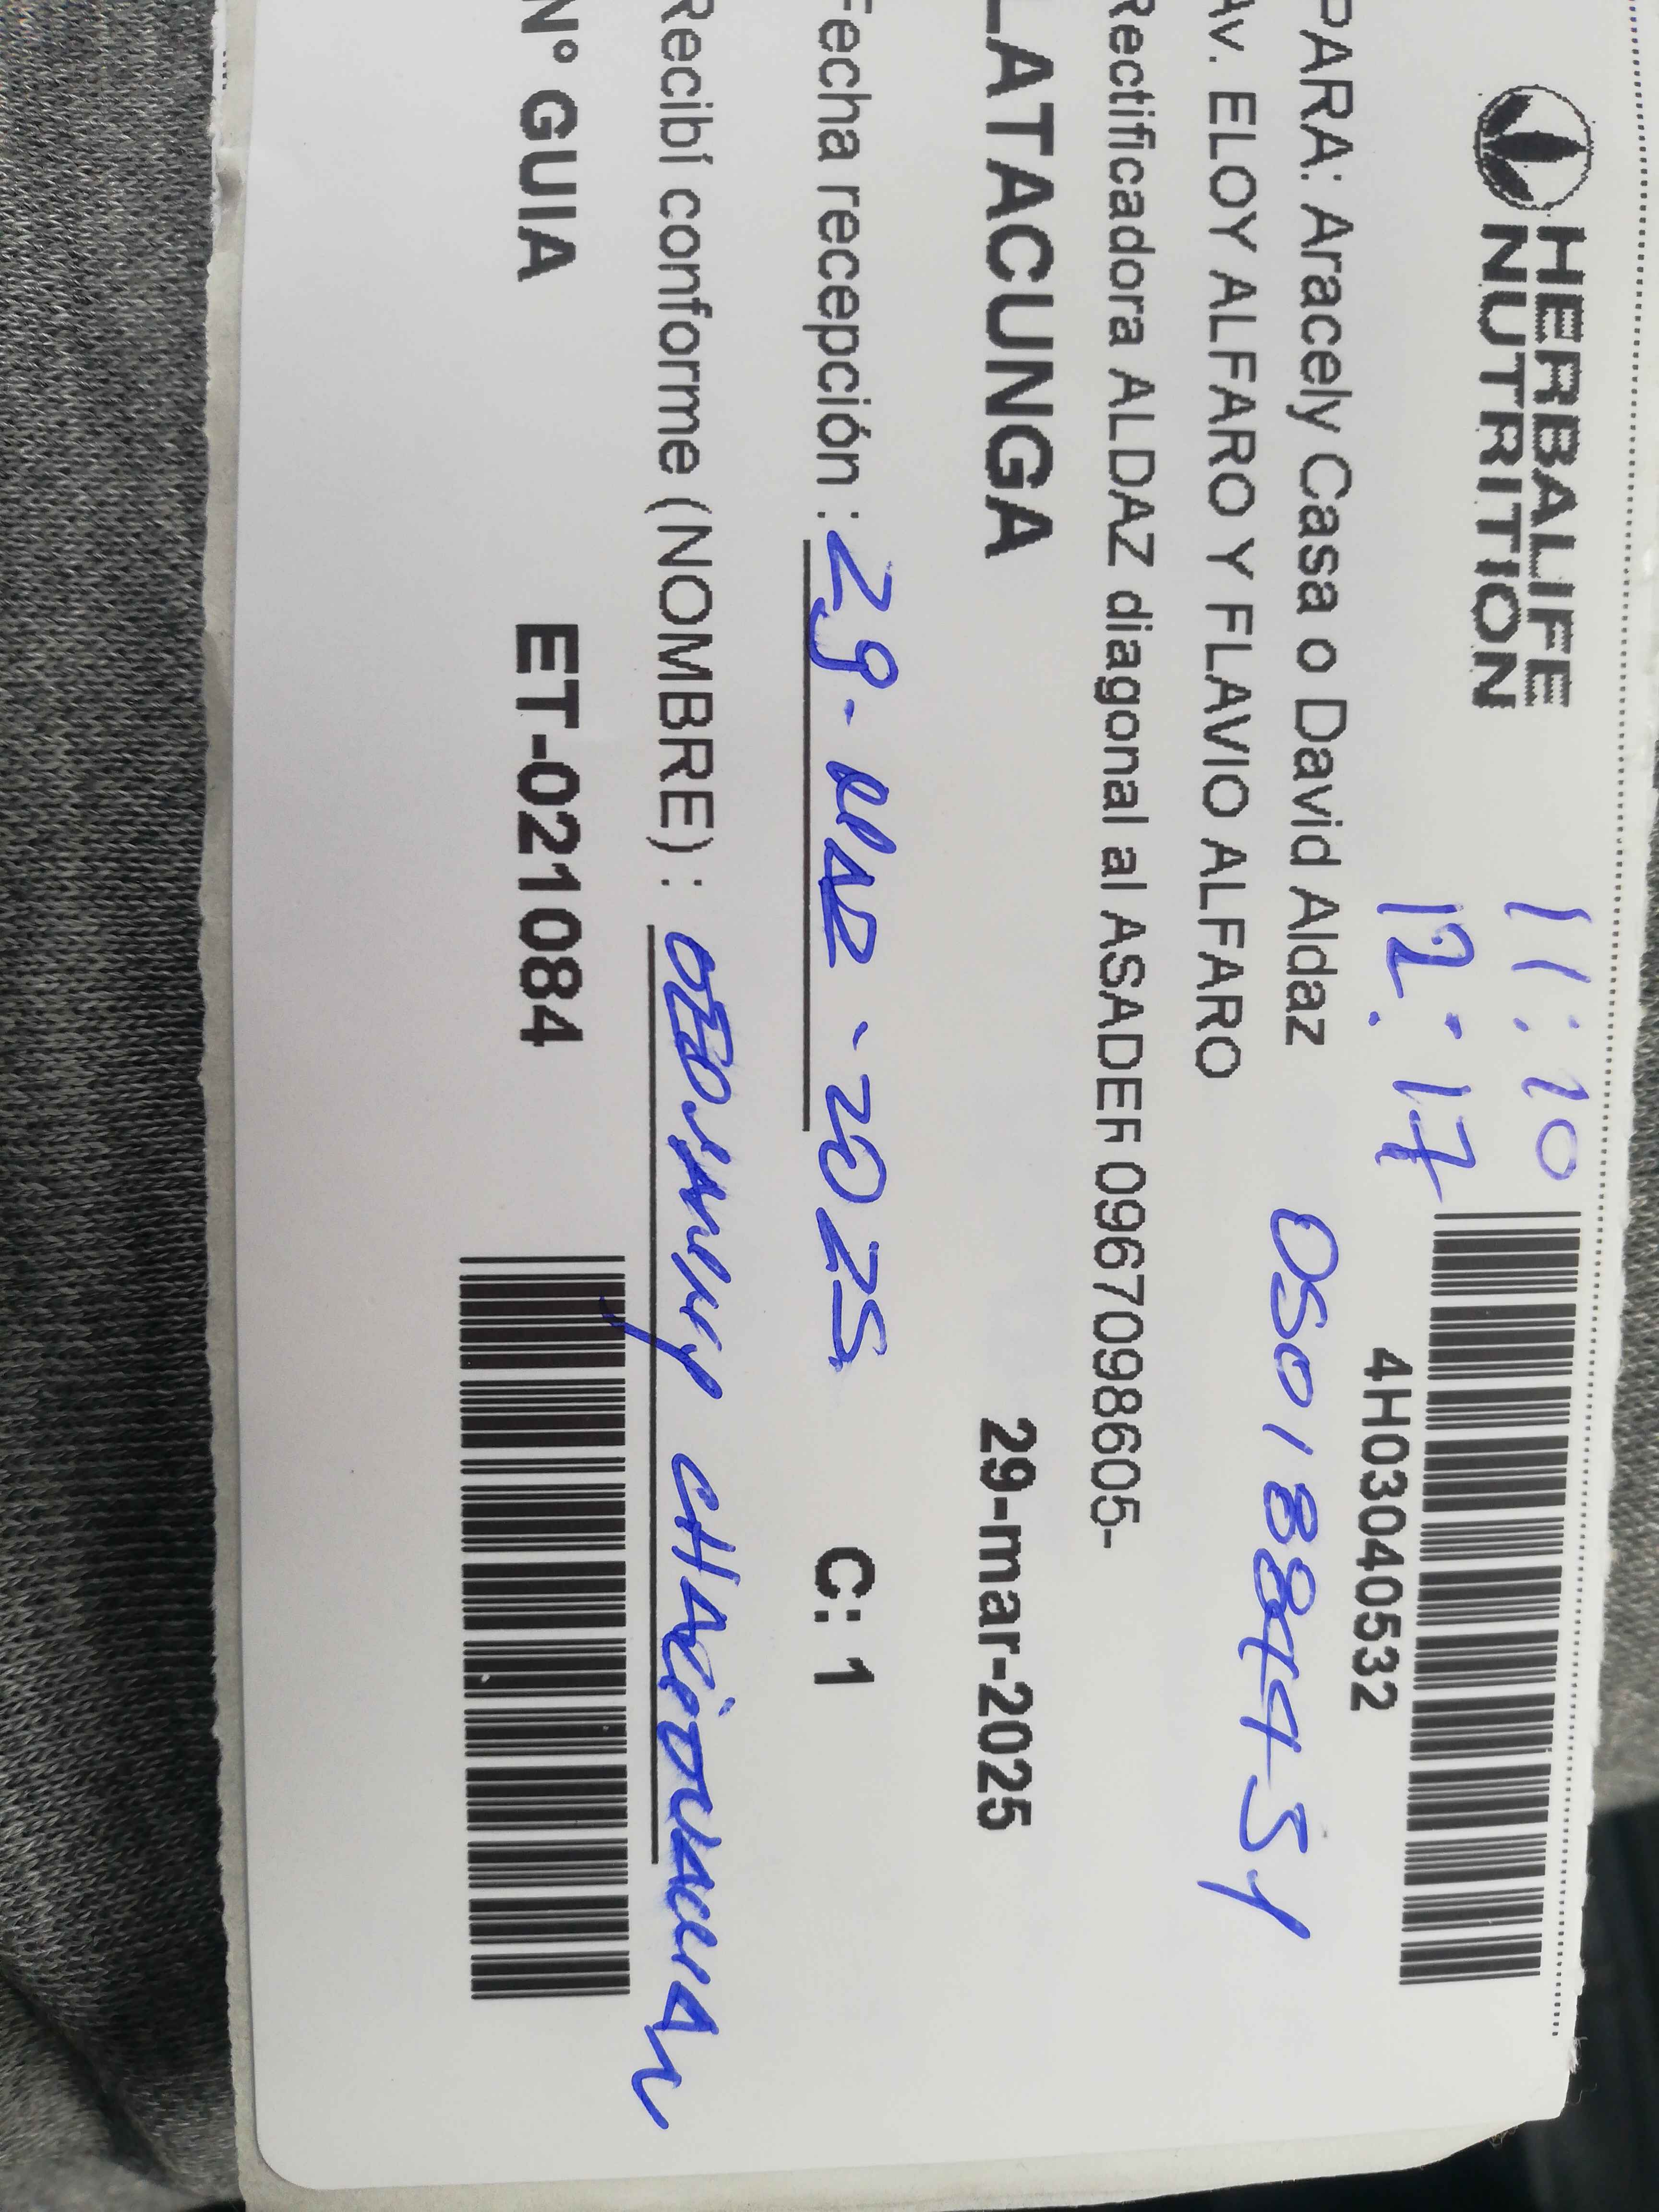 HERBALIFE
NUTRITION
11:10
12:17
4H03040532
PARA: Aracely Casa o David Aldaz
0501884454
Av. ELOY ALFARO Y FLAVIO ALFARO
Rectificadora ALDAZ diagonal al ASADER 0967098605-
LATACUNGA
29-mar-2025
Fecha recepción : 29-MAR-2025
C: 1
Recibí conforme (NOMBRE) :
N° GUIA
ET-021084